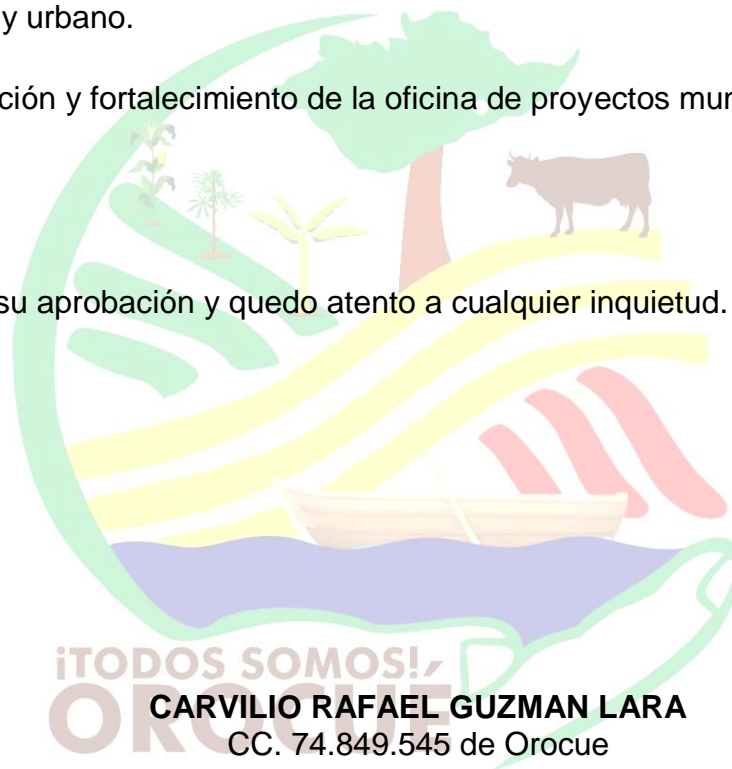 y urbano.
ción y fortalecimiento de la oficina de proyectos mun
su aprobación y quedo atento a cualquier inquietud.
¡TODOS SOMOS!
OROCUE
CARVILIO RAFAEL GUZMAN LARA
CC. 74.849.545 de Orocue